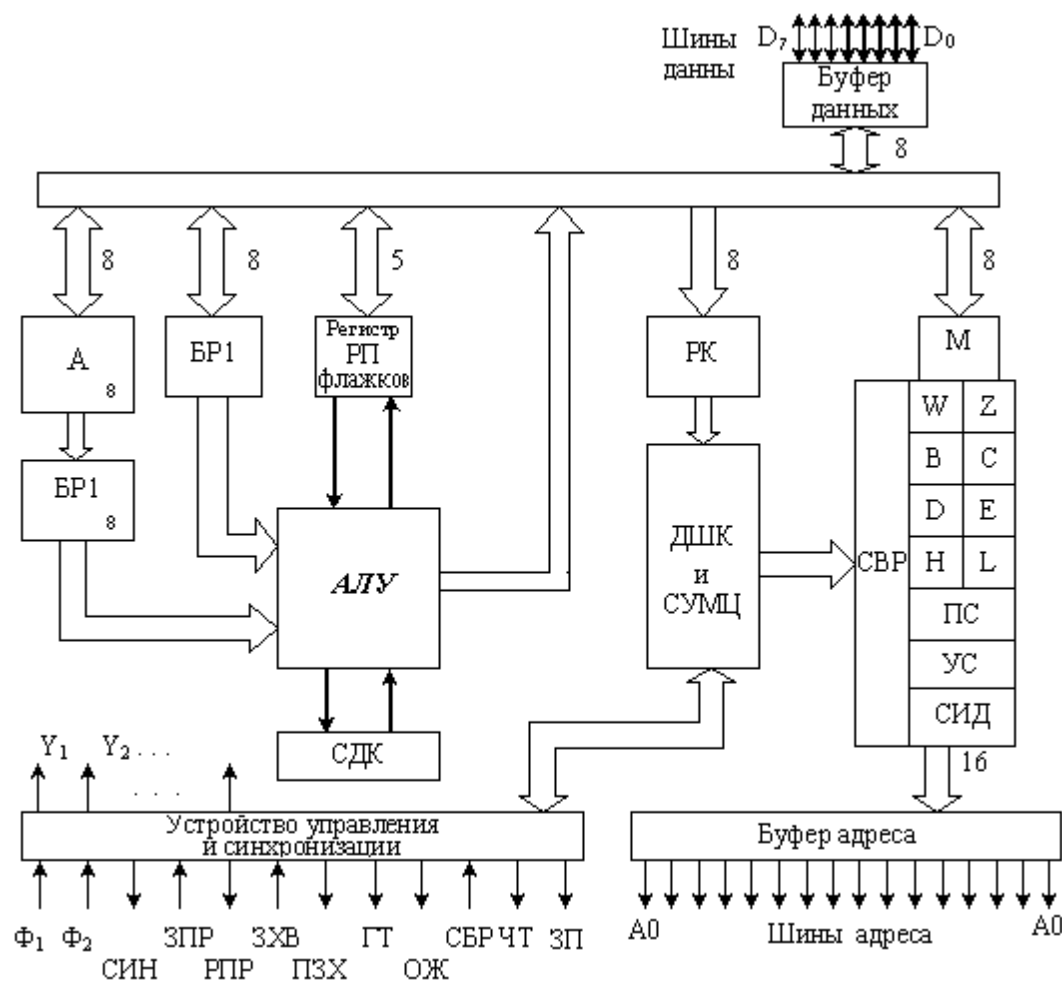 Шины D₇ D₀
данны
Буфер
данных
8
8 8 5 8 8
А
8
БР1
Регистр
РП
флажков
РК
М
БР1
8
W Z
B C
D E
H L
ПС
УС
СИД
СВР
АЛУ
ДШК
и
СУМЦ
СДК
16
Y₁ Y₂ . . .
. . .
Устройство управления
и синхронизации
Буфер адреса
Ф₁ Ф₂ ЗПР ЗХВ ГТ СБР ЧТ ЗП
СИН РПР ПЗХ ОЖ
А0 Шины адреса А0